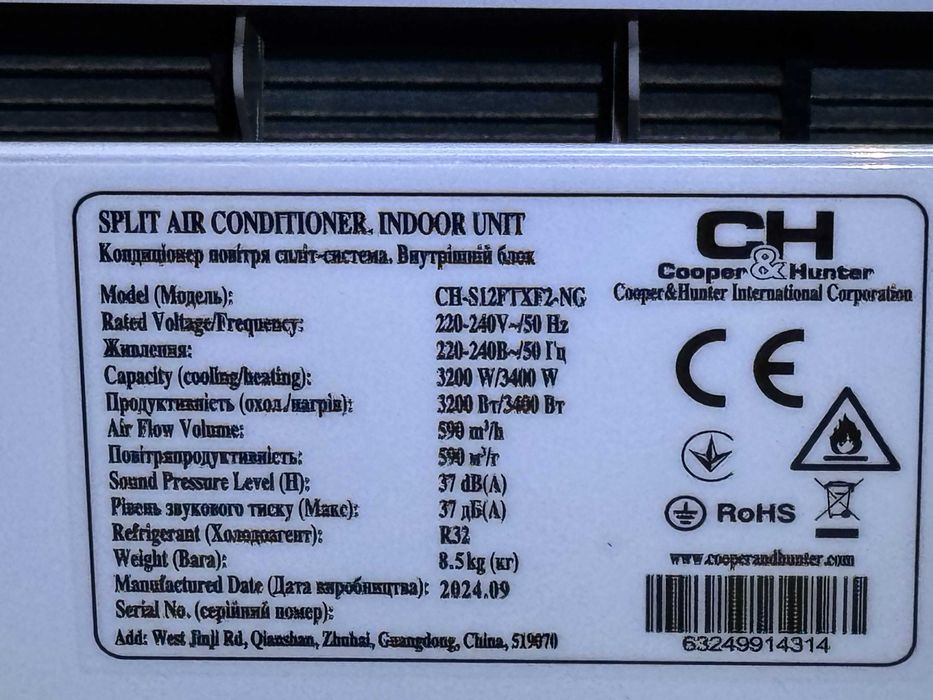 SPLIT AIR CONDITIONER, INDOOR UNIT
Кондиціонер повітря спліт-система. Внутрішній блок
Model (Модель): CH-S12FTXF2-NG
Rated Voltage/Frequency: 220-240V~/50 Hz
Живлення: 220-240В~/50 Гц
Capacity (cooling/heating): 3200 W/3400 W
Продуктивність (охол./нагрів): 3200 Вт/3400 Вт
Air Flow Volume: 590 m³/h
Повітряпродуктивність: 590 м³/г
Sound Pressure Level (H): 37 dB(A)
Рівень звукового тиску (Макс): 37 дБ(А)
Refrigerant (Холодоагент): R32
Weight (Вага): 8.5kg (кг)
Manufactured Date (Дата виробництва): 2024.09
Serial No. (серійний номер):
Add: West Jinji Rd, Qianshan, Zhuhai, Guangdong, China, 519070
CH
Cooper & Hunter
Cooper&Hunter International Corporation
CE
RoHS
www.cooperandhunter.com
63249914314